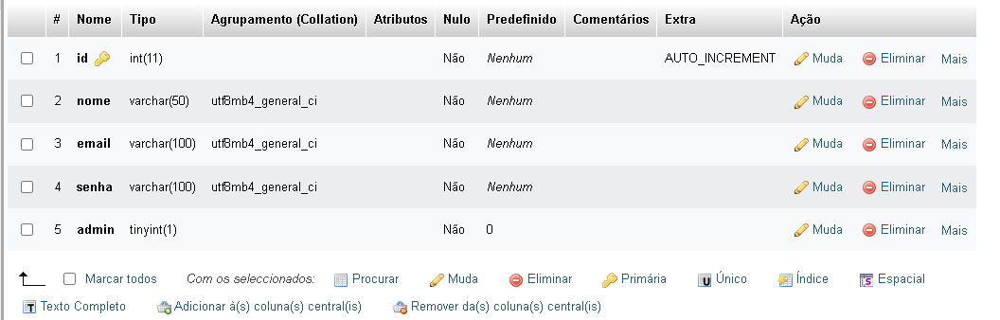 # Nome Tipo Agrupamento (Collation) Atributos Nulo Predefinido Comentários Extra Ação
1 id int(11) Não Nenhum AUTO_INCREMENT Muda Eliminar Mais
2 nome varchar(50) utf8mb4_general_ci Não Nenhum Muda Eliminar Mais
3 email varchar(100) utf8mb4_general_ci Não Nenhum Muda Eliminar Mais
4 senha varchar(100) utf8mb4_general_ci Não Nenhum Muda Eliminar Mais
5 admin tinyint(1) Não 0 Muda Eliminar Mais
Marcar todos Com os seleccionados: Procurar Muda Eliminar Primária Único Índice Espacial
Texto Completo Adicionar à(s) coluna(s) central(is) Remover da(s) coluna(s) central(is)